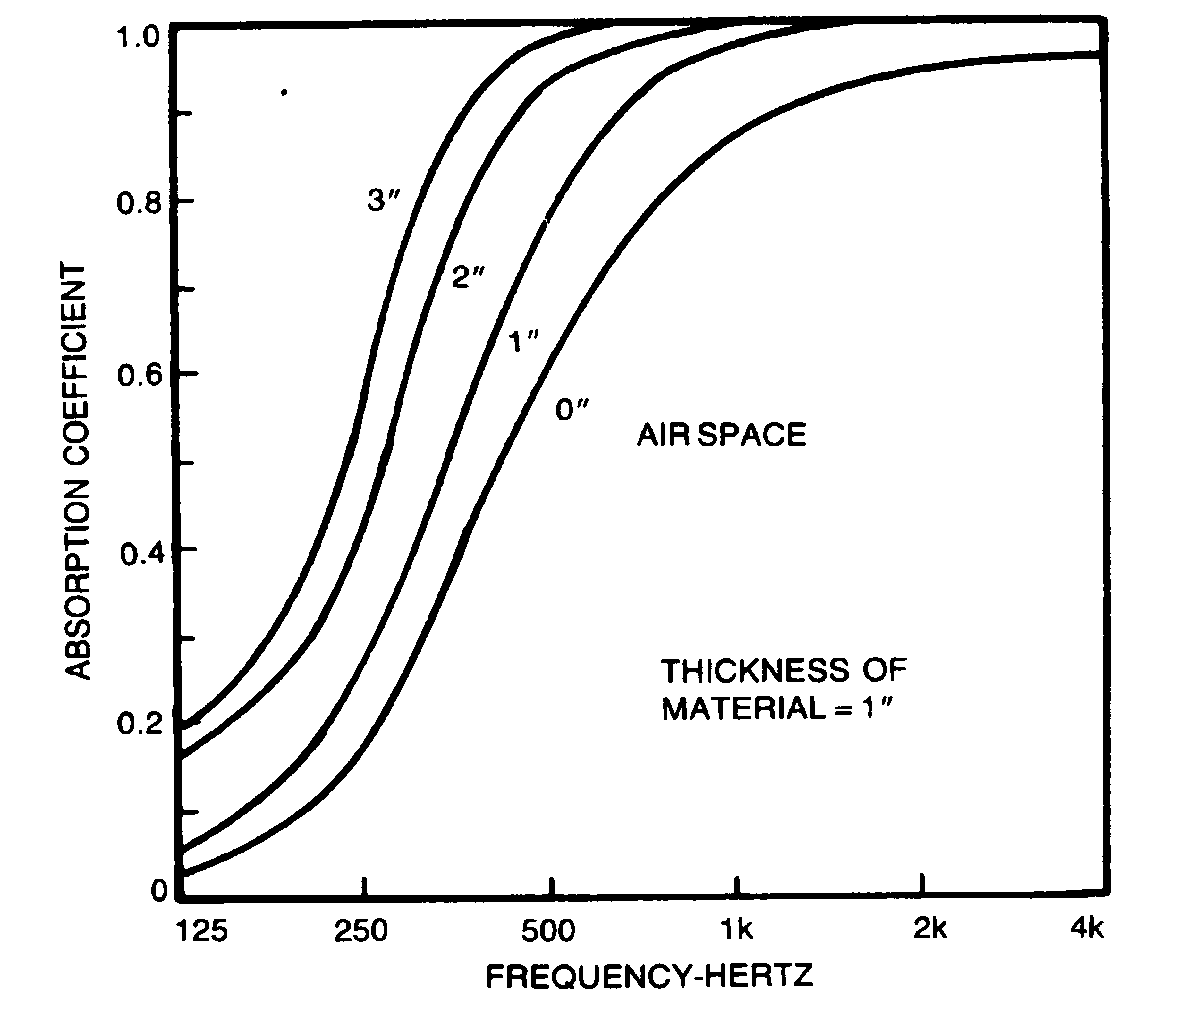 1.0
0.8
0.6
0.4
0.2
0
ABSORPTION COEFFICIENT
3″
2″
1″
0″
AIR SPACE
THICKNESS OF
MATERIAL = 1″
125 250 500 1k 2k 4k
FREQUENCY-HERTZ